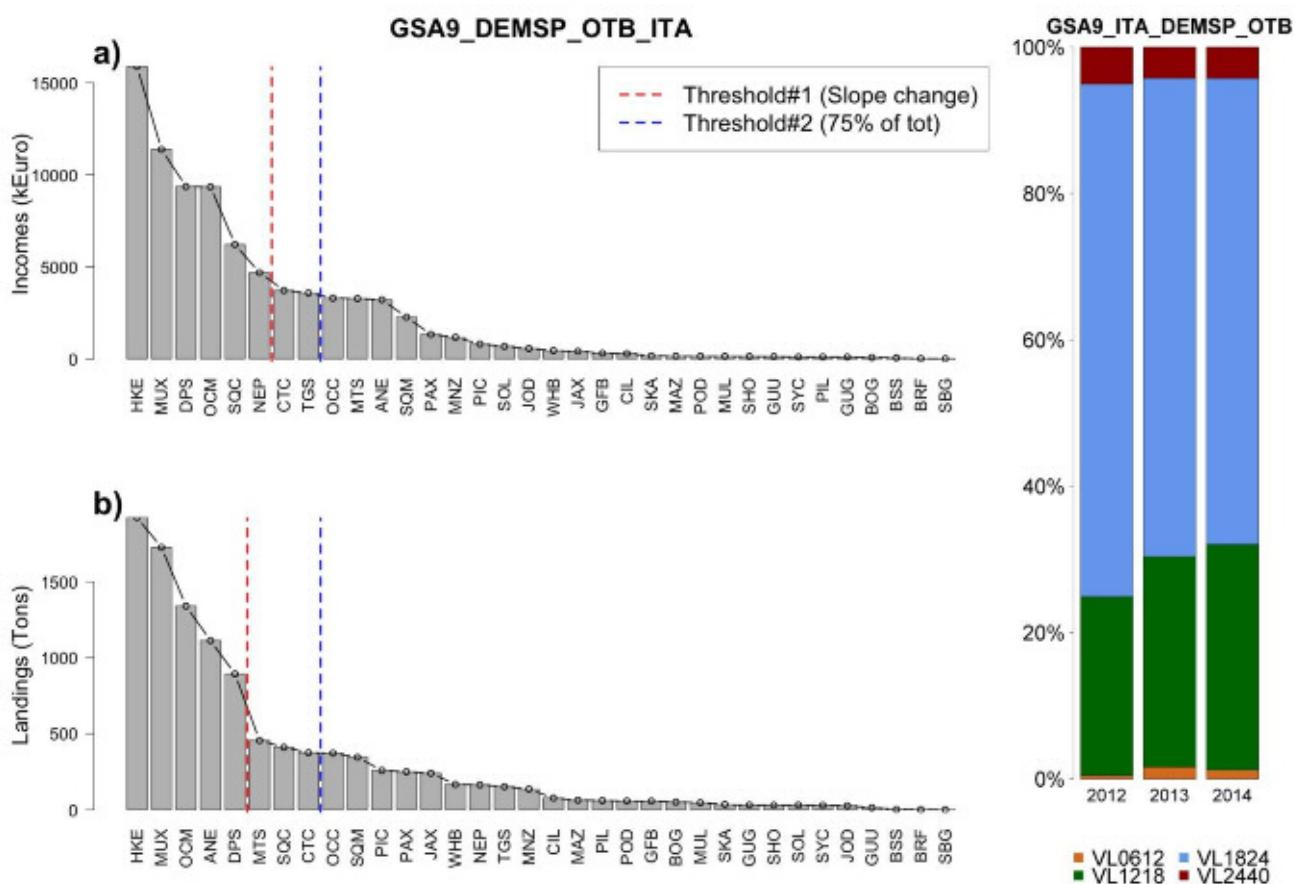 GSA9_DEMSP_OTB_ITA
a)
Incomes (kEuro)
15000
10000
5000
0
Threshold#1 (Slope change)
Threshold#2 (75% of tot)
HKE MUX DPS OCM SQC NEP CTC TGS OCC MTS ANE SQM PAX MNZ PIC SOL JOD WHB JAX GFB CIL SKA MAZ POD MUL SHO GUU SYC PIL GUG BOG BSS BRF SBG
b)
Landings (Tons)
1500
1000
500
0
HKE MUX OCM ANE DPS MTS SQC CTC OCC SQM PIC PAX JAX WHB NEP TGS MNZ CIL MAZ PIL POD GFB BOG MUL SKA GUG SHO SOL SYC JOD GUU BSS BRF SBG
GSA9_ITA_DEMSP_OTB
100%
80%
60%
40%
20%
0%
2012 2013 2014
VL0612 VL1824
VL1218 VL2440